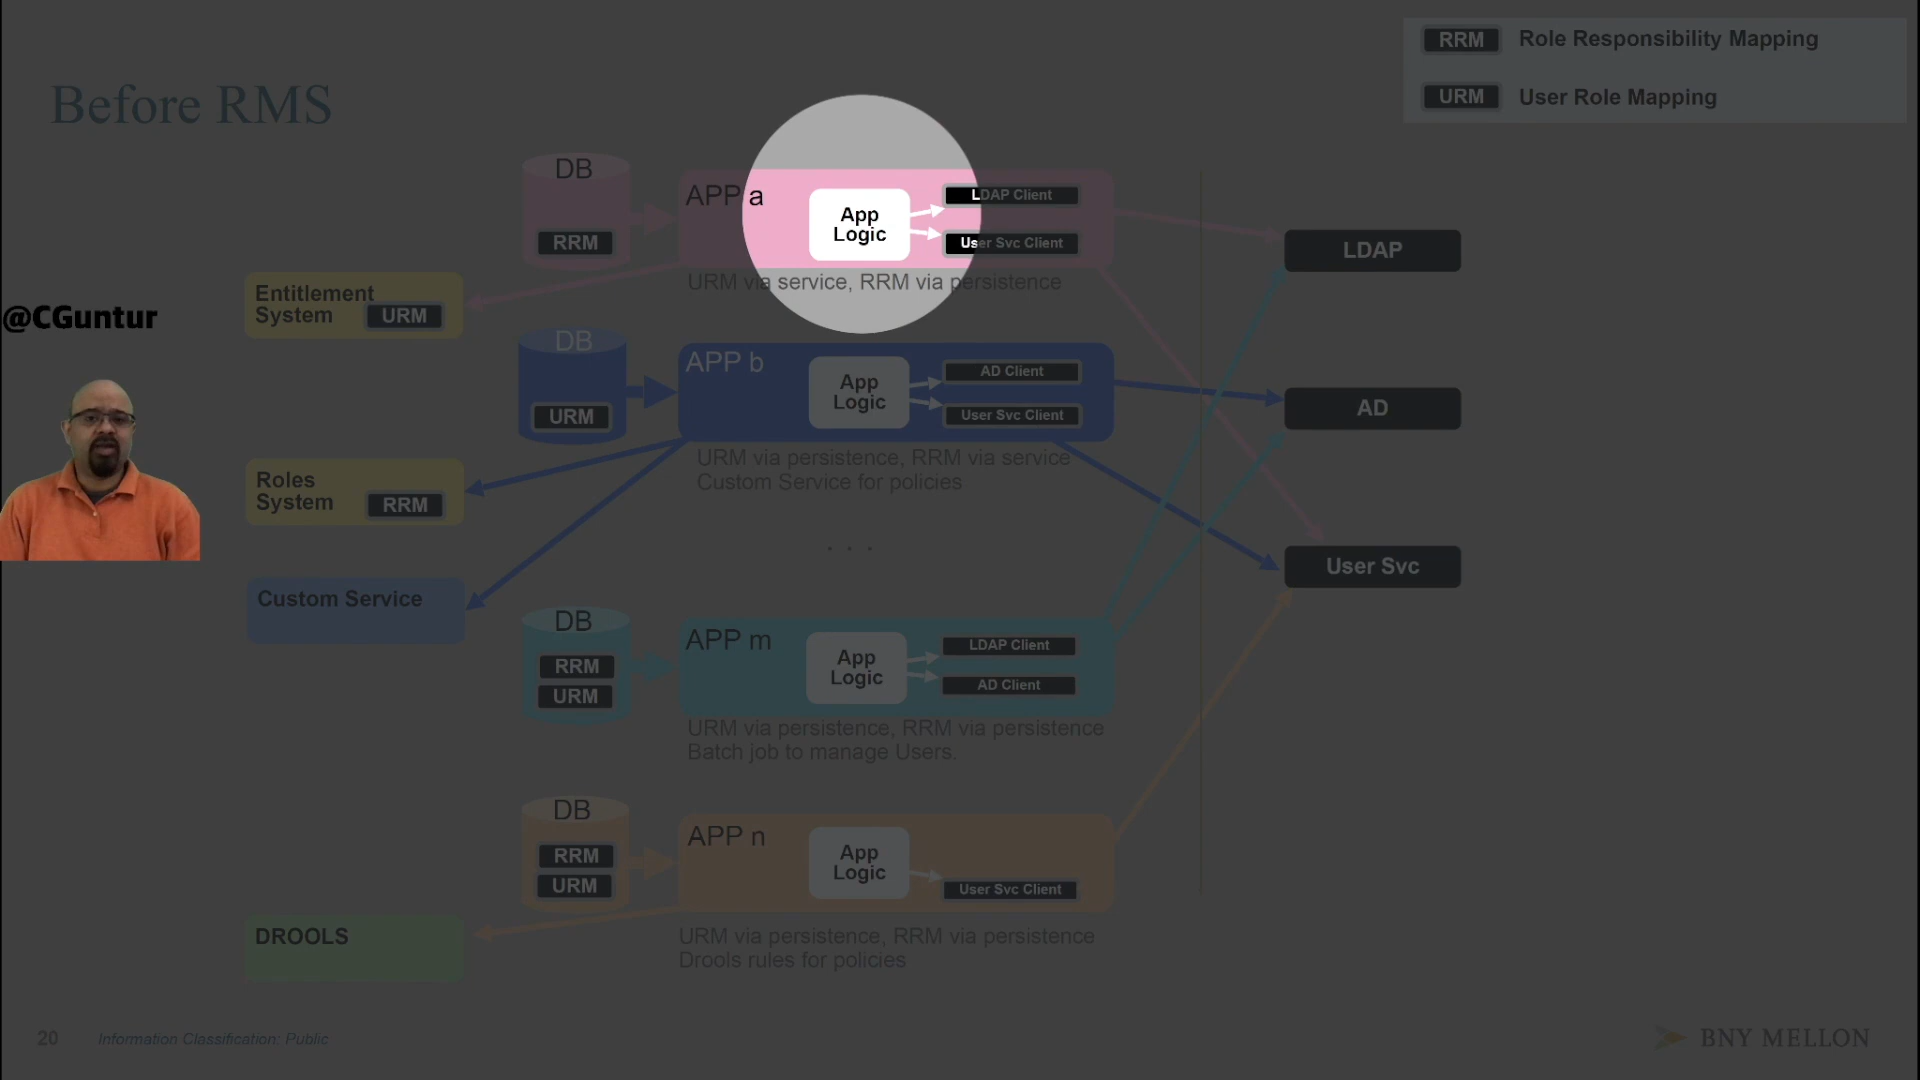 RRM Role Responsibility Mapping
URM User Role Mapping
Before RMS
DB
RRM
APP a
App
Logic
LDAP Client
User Svc Client
URM via service, RRM via persistence
LDAP
Entitlement
System
URM
@CGuntur
DB
URM
APP b
App
Logic
AD Client
User Svc Client
URM via persistence, RRM via service
Custom Service for policies
AD
Roles
System
RRM
. . .
User Svc
Custom Service
DB
RRM
URM
APP m
App
Logic
LDAP Client
AD Client
URM via persistence, RRM via persistence
Batch job to manage Users.
DB
RRM
URM
APP n
App
Logic
User Svc Client
DROOLS
URM via persistence, RRM via persistence
Drools rules for policies
20
Information Classification: Public
BNY MELLON